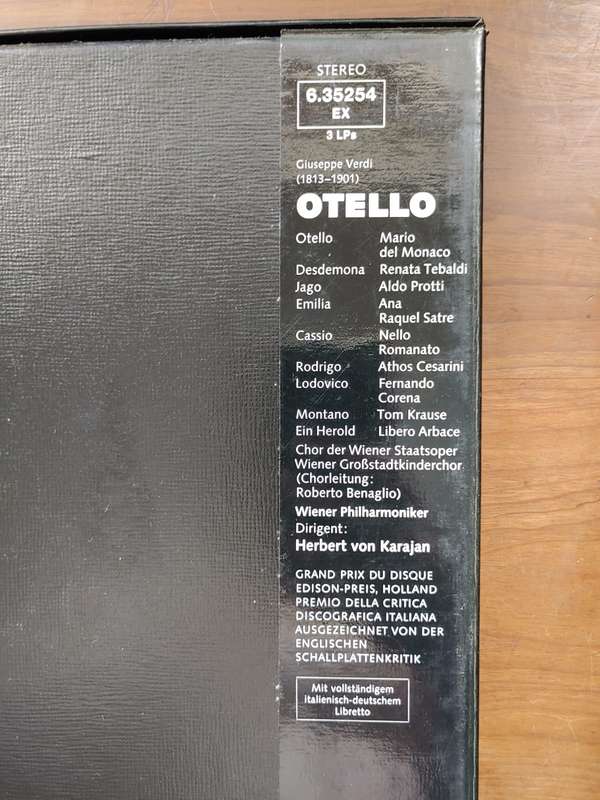 STEREO
6.35254
EX
3 LPs
Giuseppe Verdi
(1813–1901)
OTELLO
Otello Mario
del Monaco
Desdemona Renata Tebaldi
Jago Aldo Protti
Emilia Ana
Raquel Satre
Cassio Nello
Romanato
Rodrigo Athos Cesarini
Lodovico Fernando
Corena
Montano Tom Krause
Ein Herold Libero Arbace
Chor der Wiener Staatsoper
Wiener Großstadtkinderchor
(Chorleitung:
Roberto Benaglio)
Wiener Philharmoniker
Dirigent:
Herbert von Karajan
GRAND PRIX DU DISQUE
EDISON-PREIS, HOLLAND
PREMIO DELLA CRITICA
DISCOGRAFICA ITALIANA
AUSGEZEICHNET VON DER
ENGLISCHEN
SCHALLPLATTENKRITIK
Mit vollständigem
italienisch-deutschem
Libretto